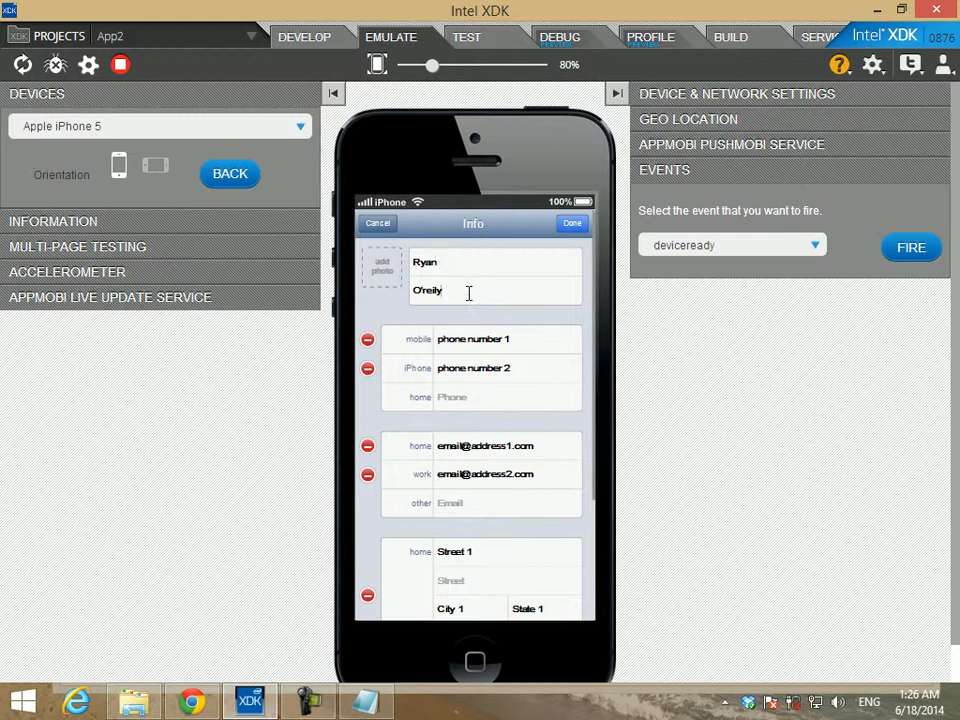 Intel XDK
PROJECTS App2
DEVELOP
EMULATE
TEST
DEBUG
PREVIEW
PROFILE
PREVIEW
BUILD
SERVI
Intel® XDK
0876
80%
DEVICES
Apple iPhone 5
Orientation
BACK
INFORMATION
MULTI-PAGE TESTING
ACCELEROMETER
APPMOBI LIVE UPDATE SERVICE
iPhone 100%
Cancel Info Done
add
photo
Ryan
O'reily
mobile phone number 1
iPhone phone number 2
home Phone
home email@address1.com
work email@address2.com
other Email
home Street 1
Street
City 1 State 1
DEVICE & NETWORK SETTINGS
GEO LOCATION
APPMOBI PUSHMOBI SERVICE
EVENTS
Select the event that you want to fire.
deviceready
FIRE
XDK
ENG
1:26 AM
6/18/2014